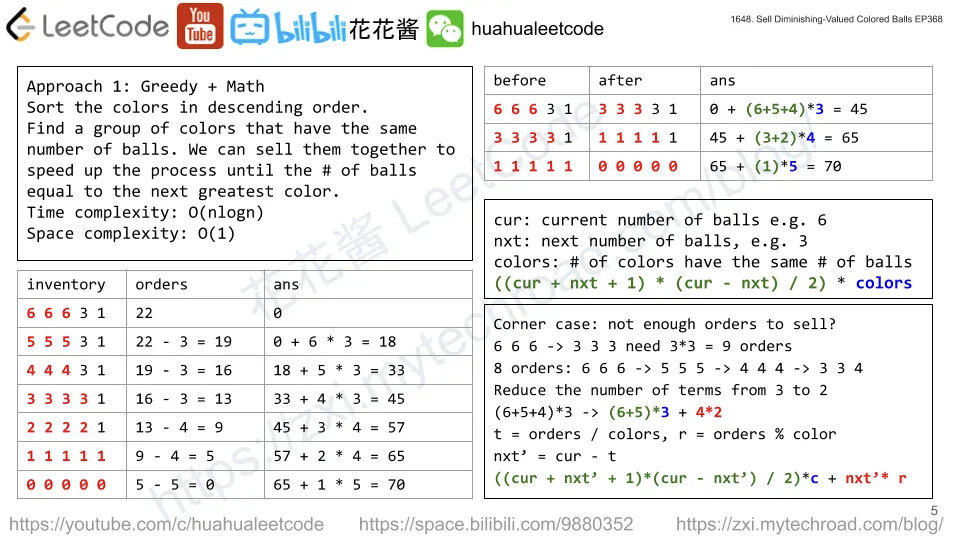 LeetCode
You
Tube
bilibili
花花酱
huahualeetcode
1648. Sell Diminishing-Valued Colored Balls EP368
Approach 1: Greedy + Math
Sort the colors in descending order.
Find a group of colors that have the same
number of balls. We can sell them together to
speed up the process until the # of balls
equal to the next greatest color.
Time complexity: O(nlogn)
Space complexity: O(1)
inventory orders ans
6 6 6 3 1 22 0
5 5 5 3 1 22 - 3 = 19 0 + 6 * 3 = 18
4 4 4 3 1 19 - 3 = 16 18 + 5 * 3 = 33
3 3 3 3 1 16 - 3 = 13 33 + 4 * 3 = 45
2 2 2 2 1 13 - 4 = 9 45 + 3 * 4 = 57
1 1 1 1 1 9 - 4 = 5 57 + 2 * 4 = 65
0 0 0 0 0 5 - 5 = 0 65 + 1 * 5 = 70
before after ans
6 6 6 3 1 3 3 3 3 1 0 + (6+5+4)*3 = 45
3 3 3 3 1 1 1 1 1 1 45 + (3+2)*4 = 65
1 1 1 1 1 0 0 0 0 0 65 + (1)*5 = 70
cur: current number of balls e.g. 6
nxt: next number of balls, e.g. 3
colors: # of colors have the same # of balls
((cur + nxt + 1) * (cur - nxt) / 2) * colors
Corner case: not enough orders to sell?
6 6 6 -> 3 3 3 need 3*3 = 9 orders
8 orders: 6 6 6 -> 5 5 5 -> 4 4 4 -> 3 3 4
Reduce the number of terms from 3 to 2
(6+5+4)*3 -> (6+5)*3 + 4*2
t = orders / colors, r = orders % color
nxt’ = cur - t
((cur + nxt’ + 1)*(cur - nxt’) / 2)*c + nxt’* r
花花酱 LeetCode
https://zxi.mytechroad.com/blog/
5
https://youtube.com/c/huahualeetcode https://space.bilibili.com/9880352 https://zxi.mytechroad.com/blog/